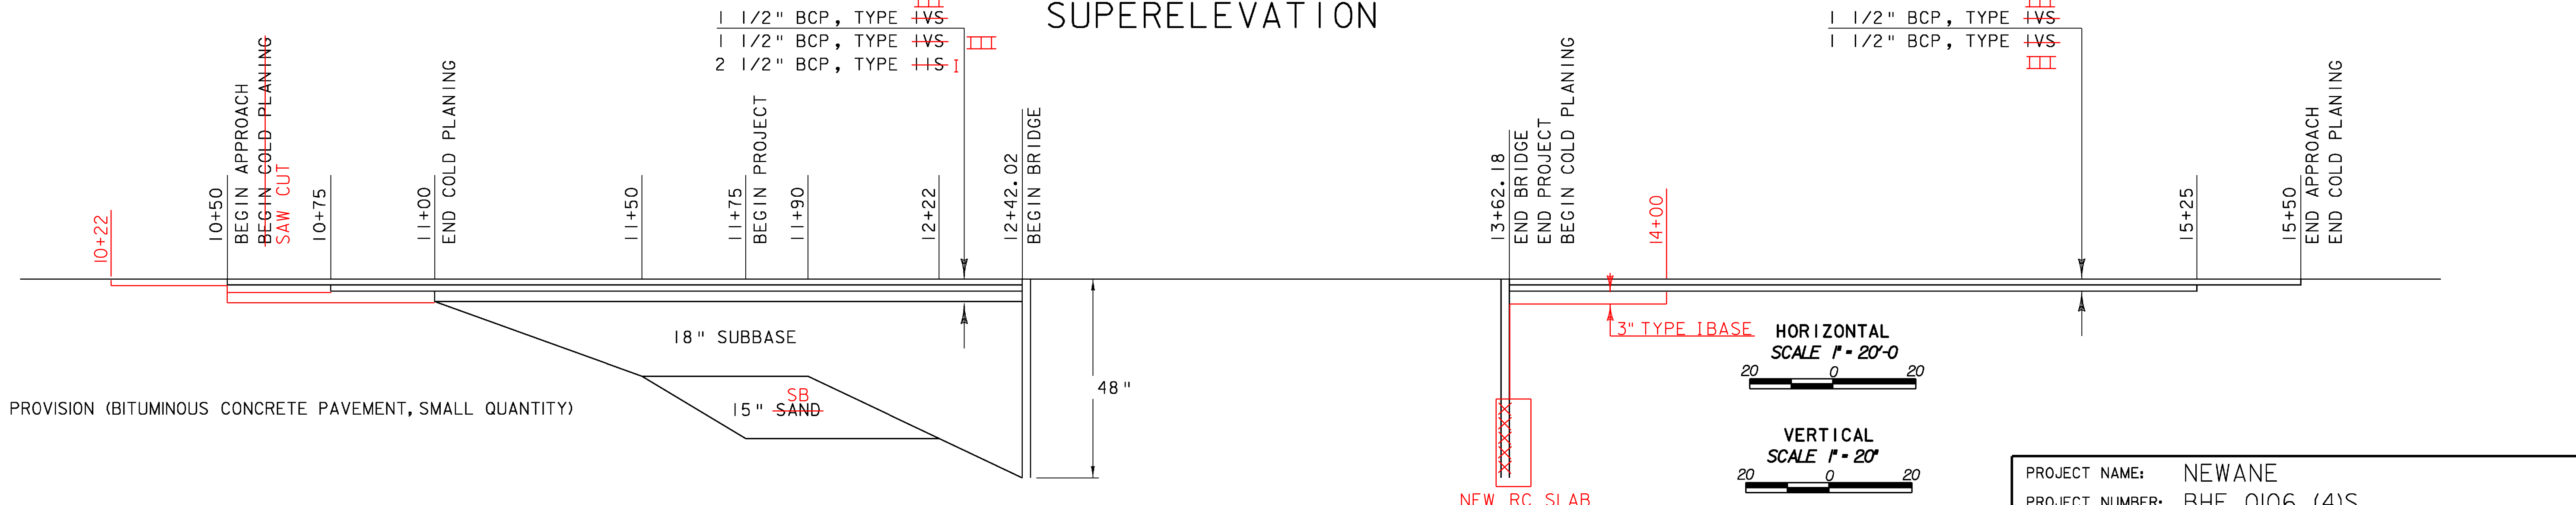 SUPERELEVATION
III
1 1/2" BCP, TYPE IVS
1 1/2" BCP, TYPE IVS III
2 1/2" BCP, TYPE IIS I
III
1 1/2" BCP, TYPE IVS
1 1/2" BCP, TYPE IVS
III
10+22
10+50
BEGIN APPROACH
BEGIN COLD PLANING
SAW CUT
10+75
11+00
END COLD PLANING
11+50
11+75
BEGIN PROJECT
11+90
12+22
12+42.02
BEGIN BRIDGE
13+62.18
END BRIDGE
END PROJECT
BEGIN COLD PLANING
14+00
15+25
15+50
END APPROACH
END COLD PLANING
18" SUBBASE
SB
15" SAND
48"
3" TYPE IBASE
HORIZONTAL
SCALE 1" = 20'-0
20 0 20
VERTICAL
SCALE 1" = 20"
20 0 20
PROVISION (BITUMINOUS CONCRETE PAVEMENT, SMALL QUANTITY)
NEW RC SLAB
PROJECT NAME: NEWANE
PROJECT NUMBER: BHF 0106 (4)S